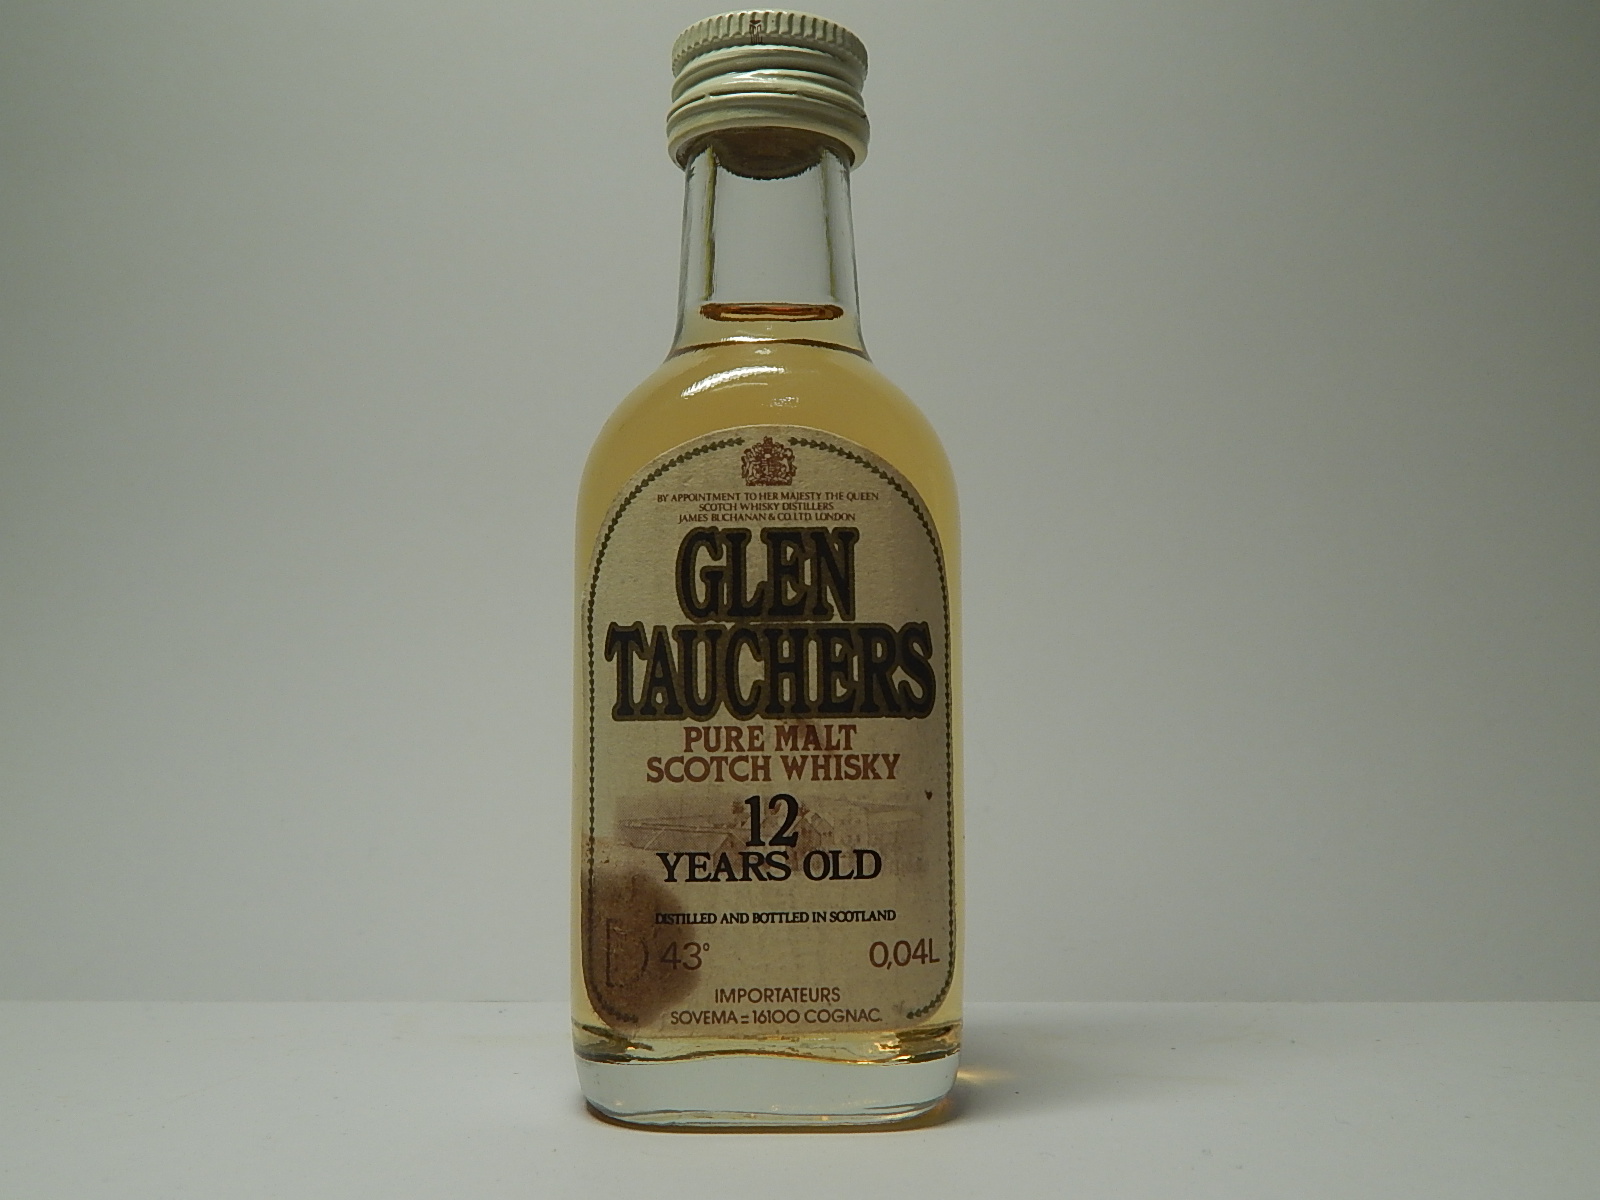 BY APPOINTMENT TO HER MAJESTY THE QUEEN
SCOTCH WHISKY DISTILLERS
JAMES BUCHANAN & CO. LTD. LONDON
GLEN
TAUCHERS
PURE MALT
SCOTCH WHISKY
12
YEARS OLD
DISTILLED AND BOTTLED IN SCOTLAND
D 43° 0,04L
IMPORTATEURS
SOVEMA = 16100 COGNAC.